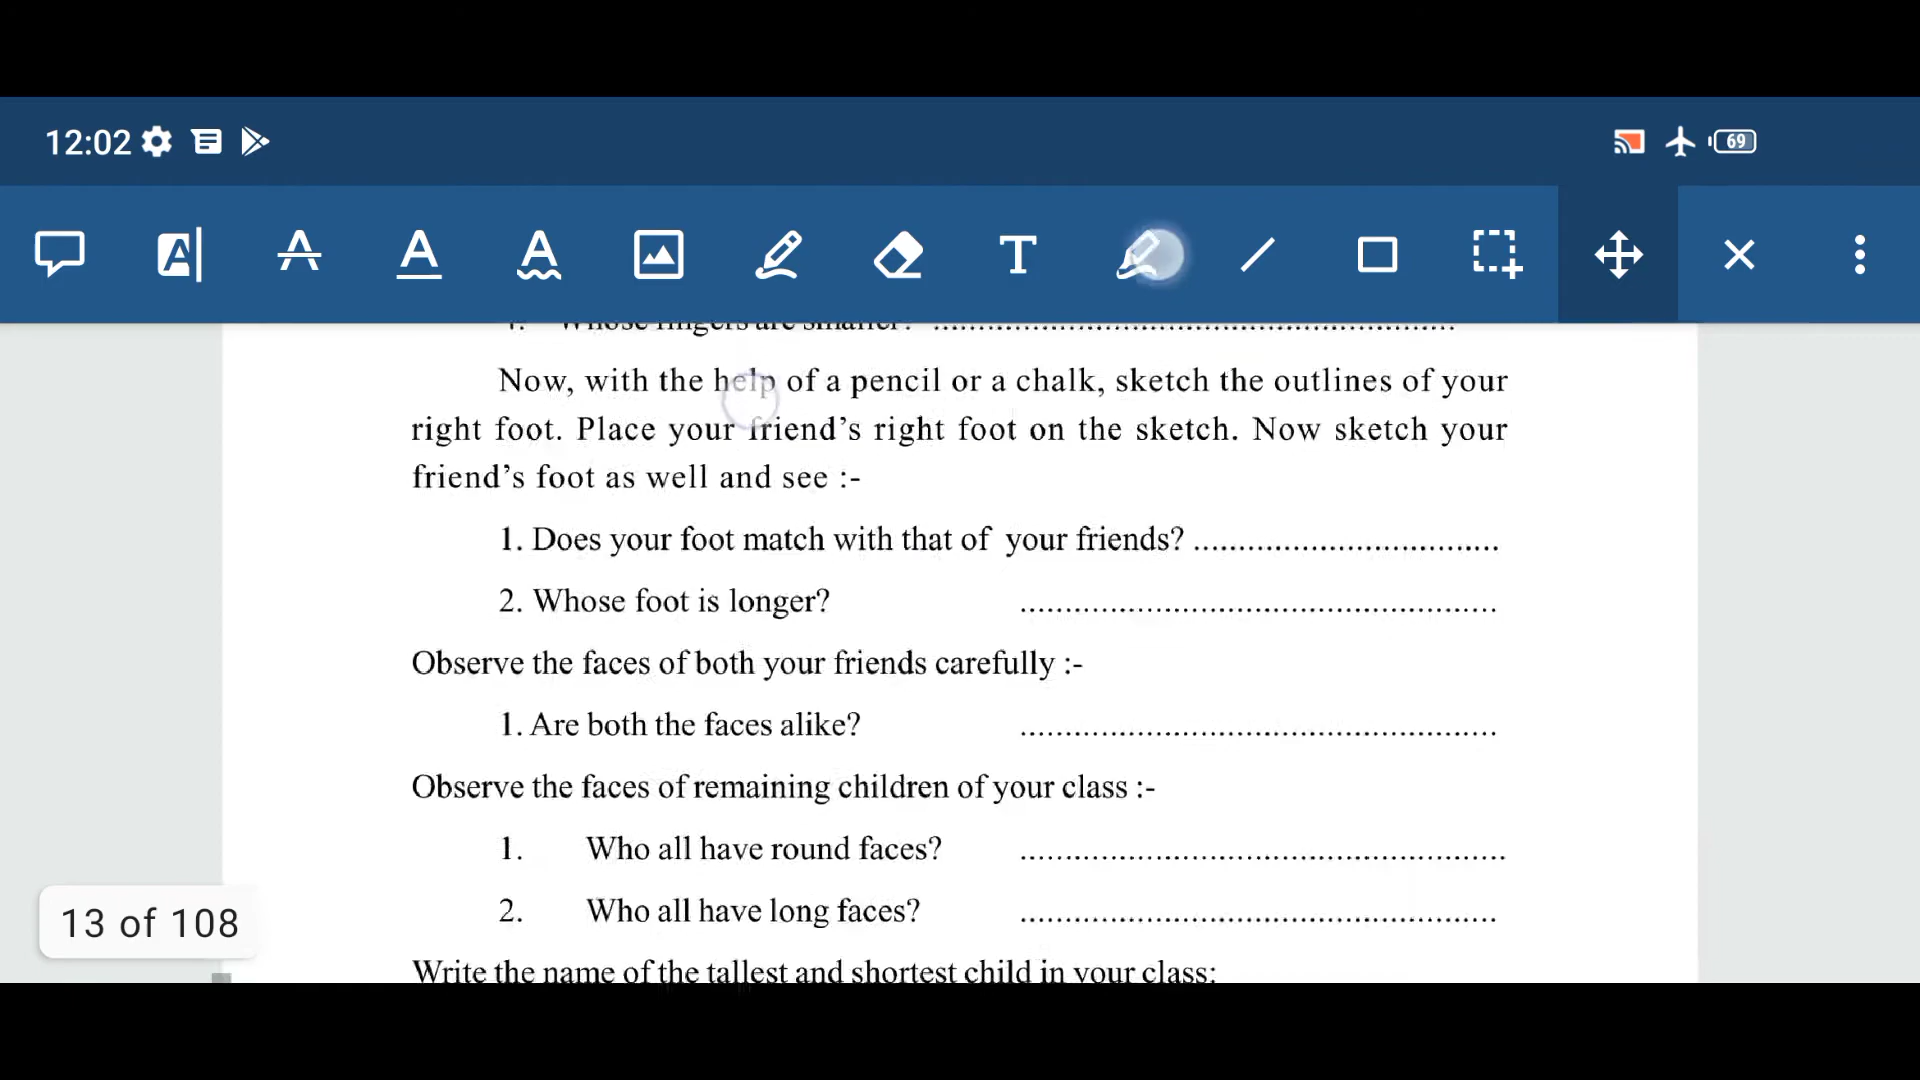 12:02
69
A
A
A
A
T
4. Whose fingers are smaller? ..........................................................
Now, with the help of a pencil or a chalk, sketch the outlines of your
right foot. Place your friend’s right foot on the sketch. Now sketch your
friend’s foot as well and see :-
1. Does your foot match with that of your friends? ..................................
2. Whose foot is longer? .....................................................
Observe the faces of both your friends carefully :-
1. Are both the faces alike? .....................................................
Observe the faces of remaining children of your class :-
1. Who all have round faces? ......................................................
2. Who all have long faces? .....................................................
13 of 108
Write the name of the tallest and shortest child in your class: